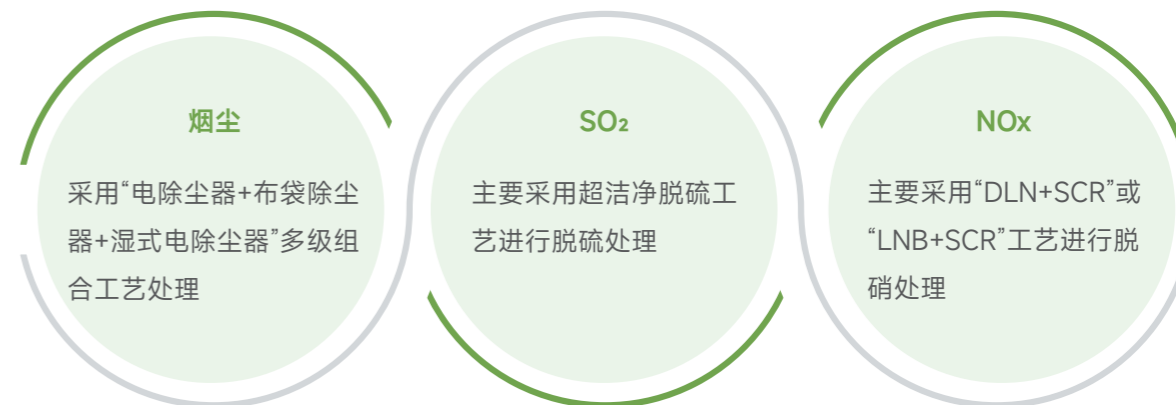 烟尘
采用“电除尘器+布袋除尘
器+湿式电除尘器”多级组
合工艺处理
SO₂
主要采用超洁净脱硫工
艺进行脱硫处理
NOx
主要采用“DLN+SCR”或
“LNB+SCR”工艺进行脱
硝处理